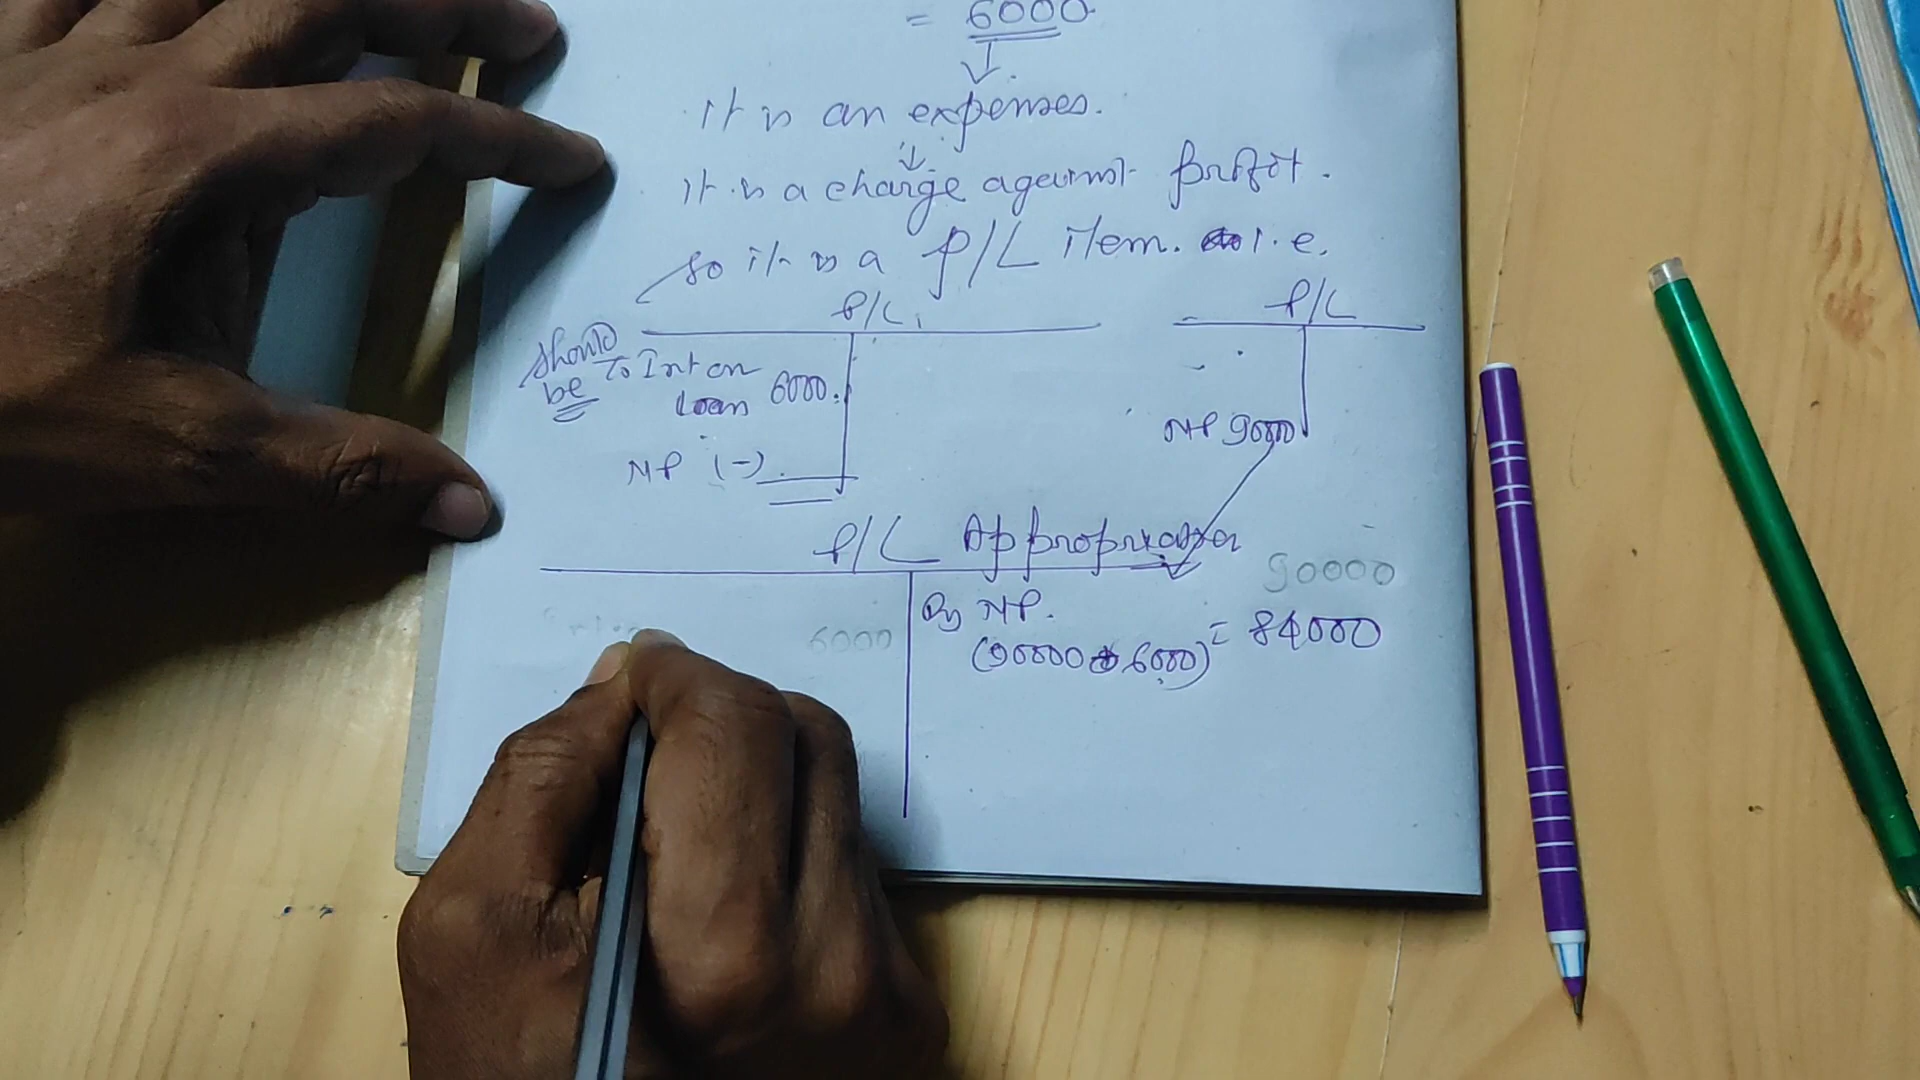 = 6000
It is an expenses.
It is a charge against profit.
so it is a P/L item. i.e.
P/L
P/L
should be
To Int on
Loan 6000.
NP 90000
NP (-)
P/L Appropriation
90000
By NP.
6000
(90000 - 6000) = 84000